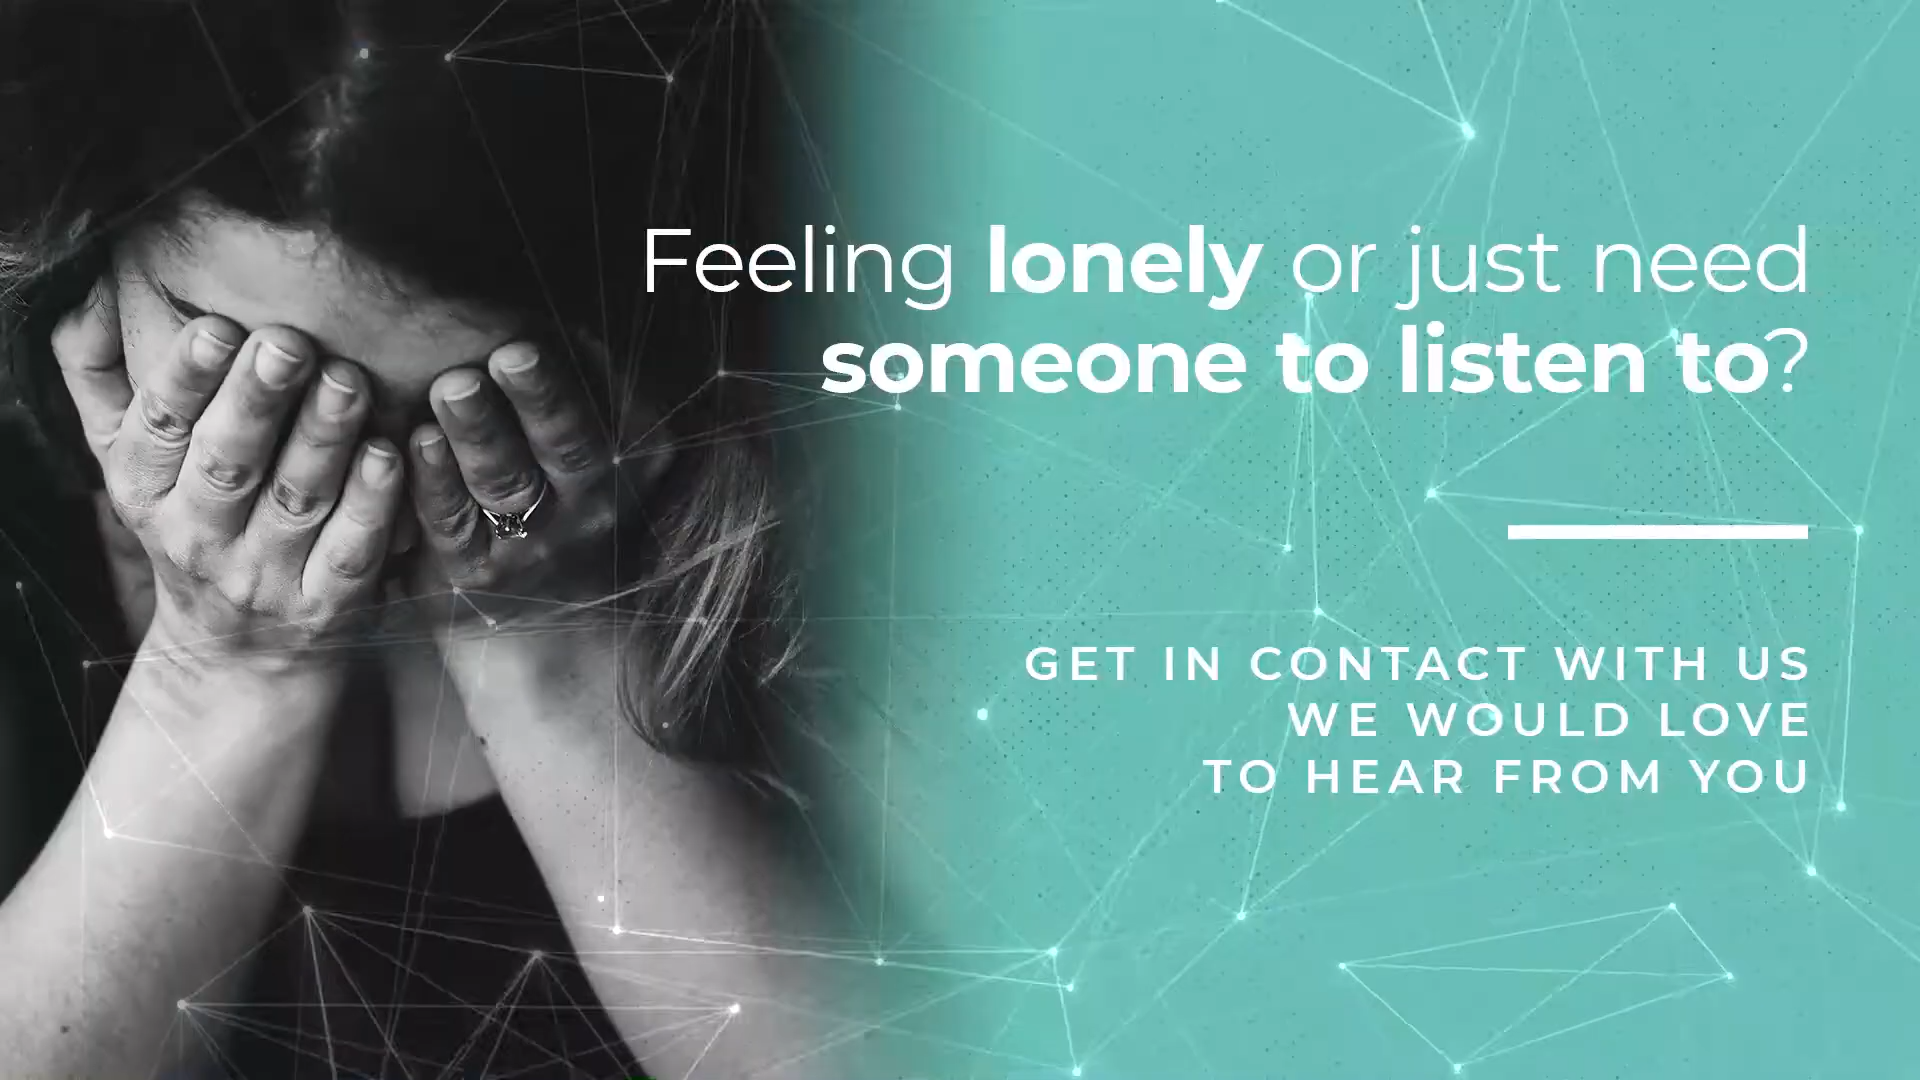 Feeling lonely or just need
someone to listen to?
GET IN CONTACT WITH US
WE WOULD LOVE
TO HEAR FROM YOU